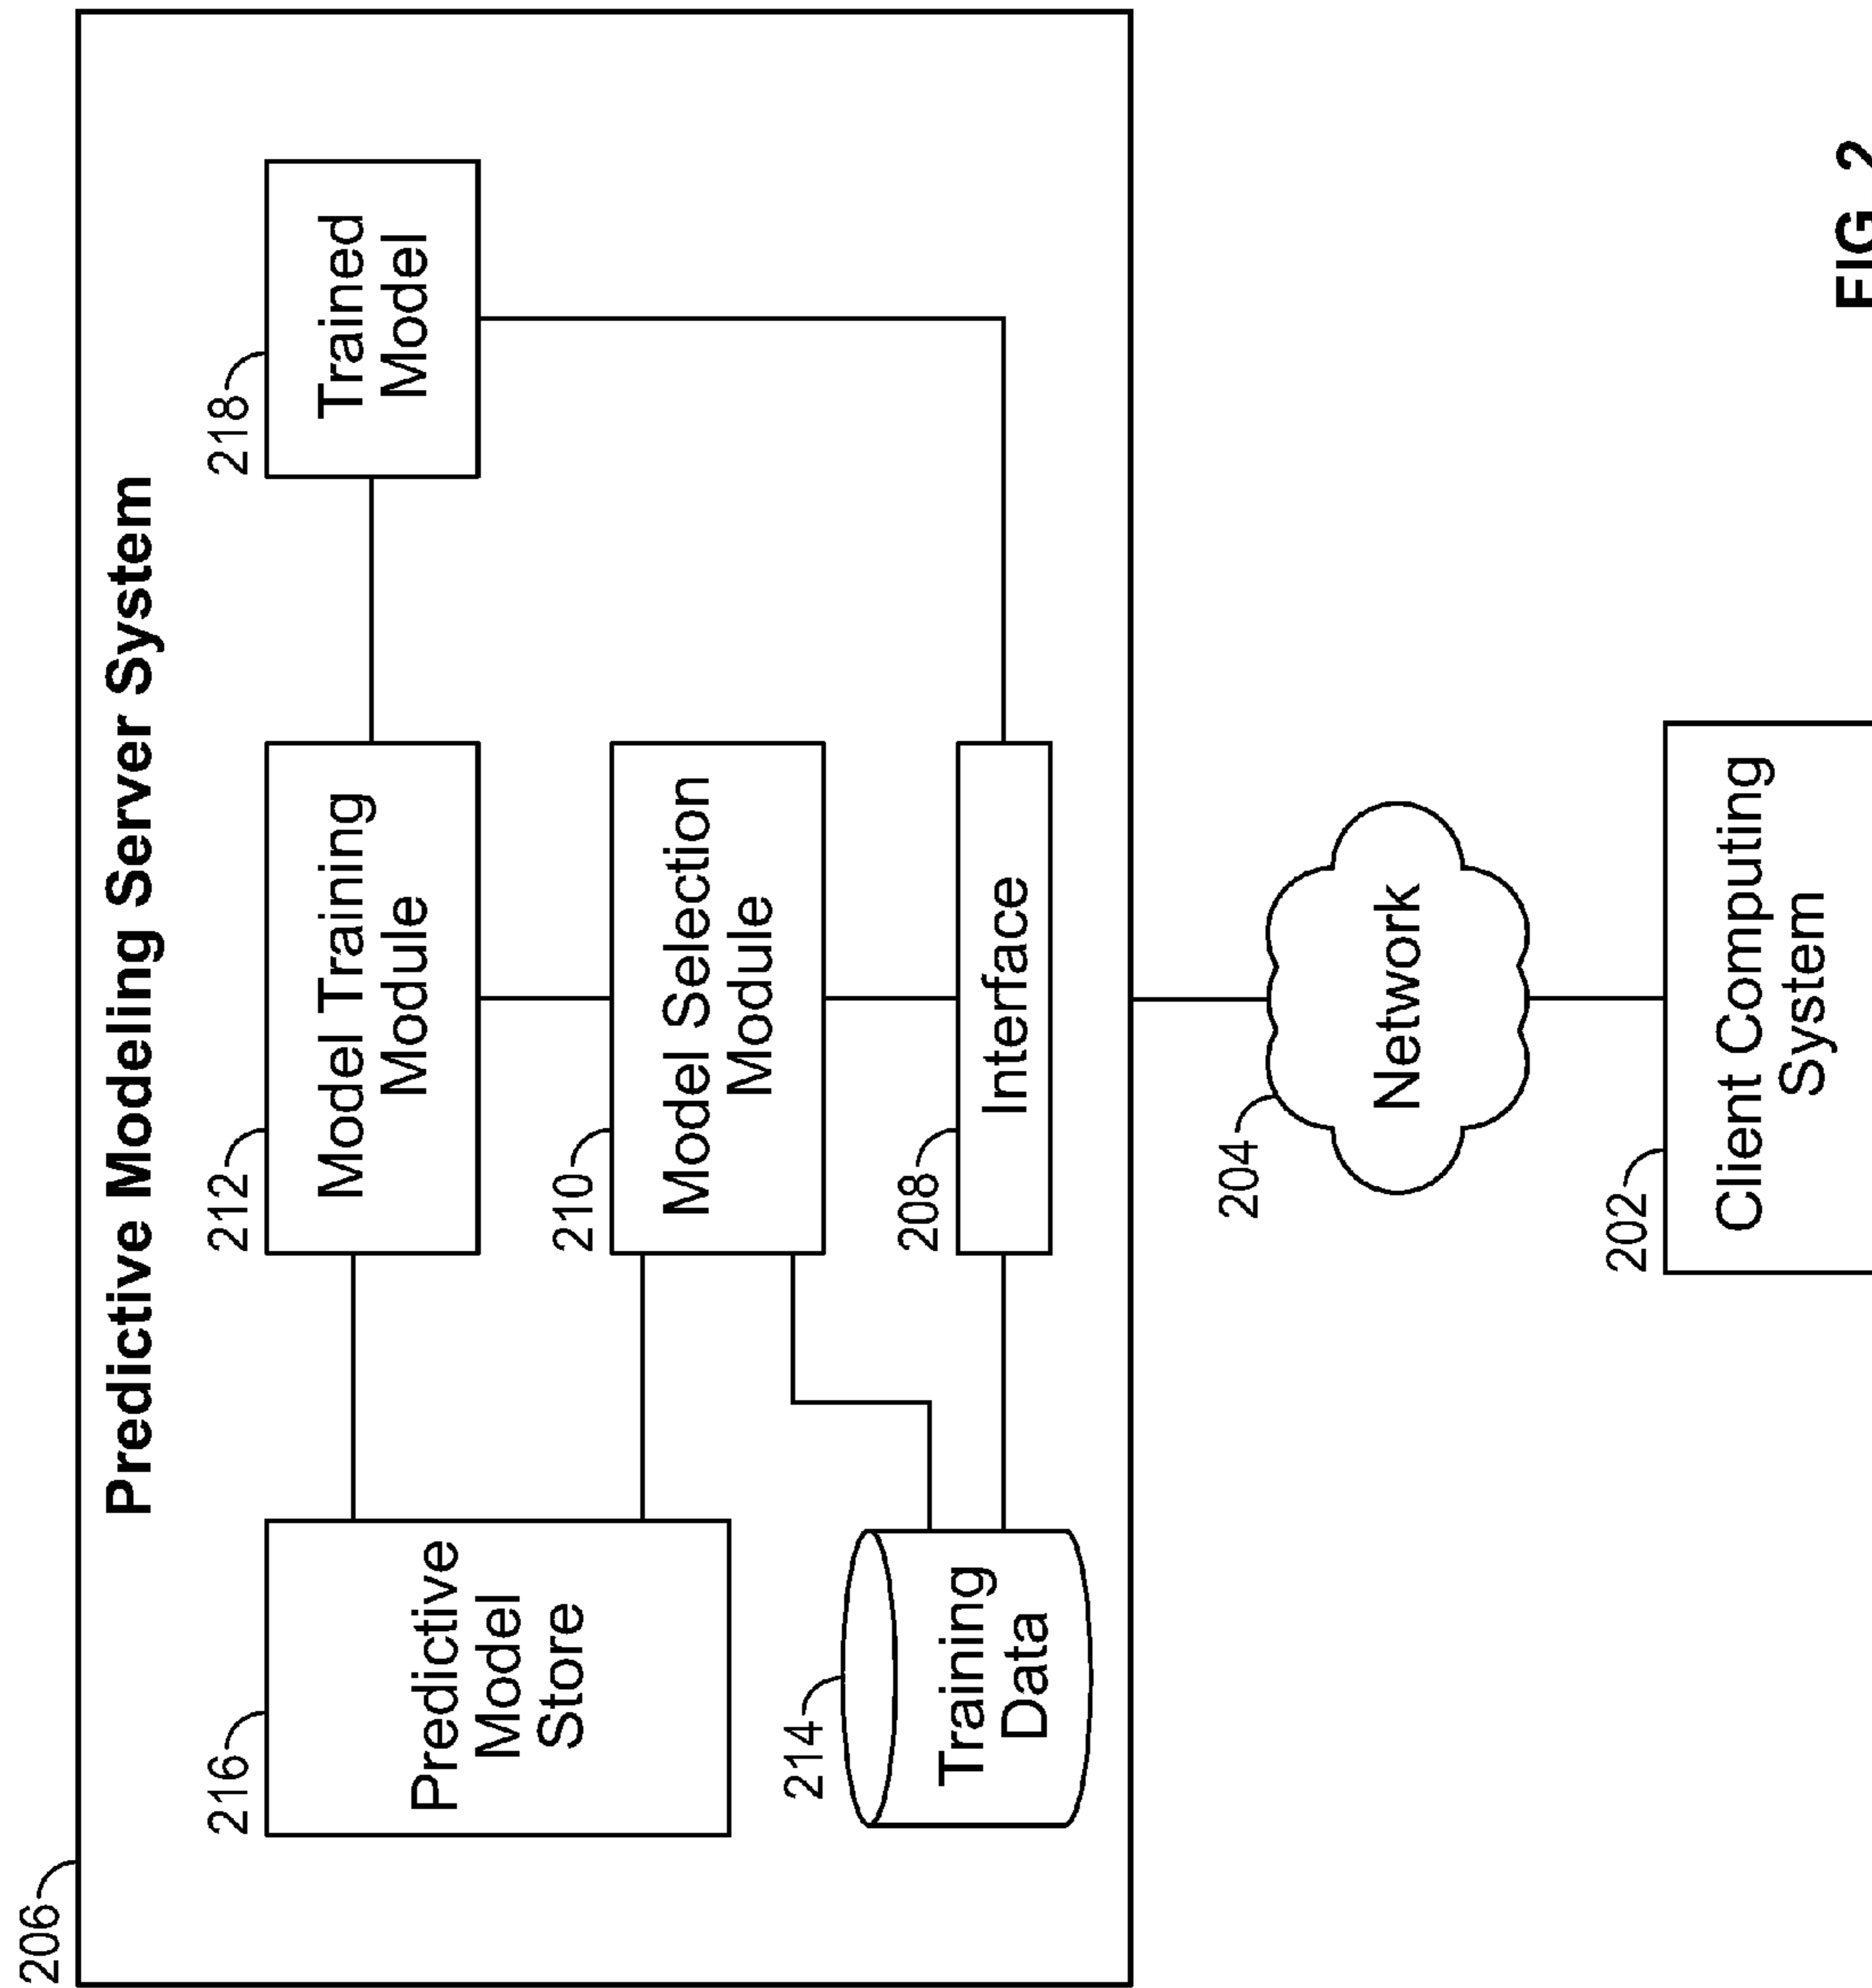 206
Predictive Modeling Server System
216
Predictive
Model
Store
212
Model Training
Module
218
Trained
Model
210
Model Selection
Module
214
Training
Data
208
Interface
204
Network
202
Client Computing
System
FIG. 2